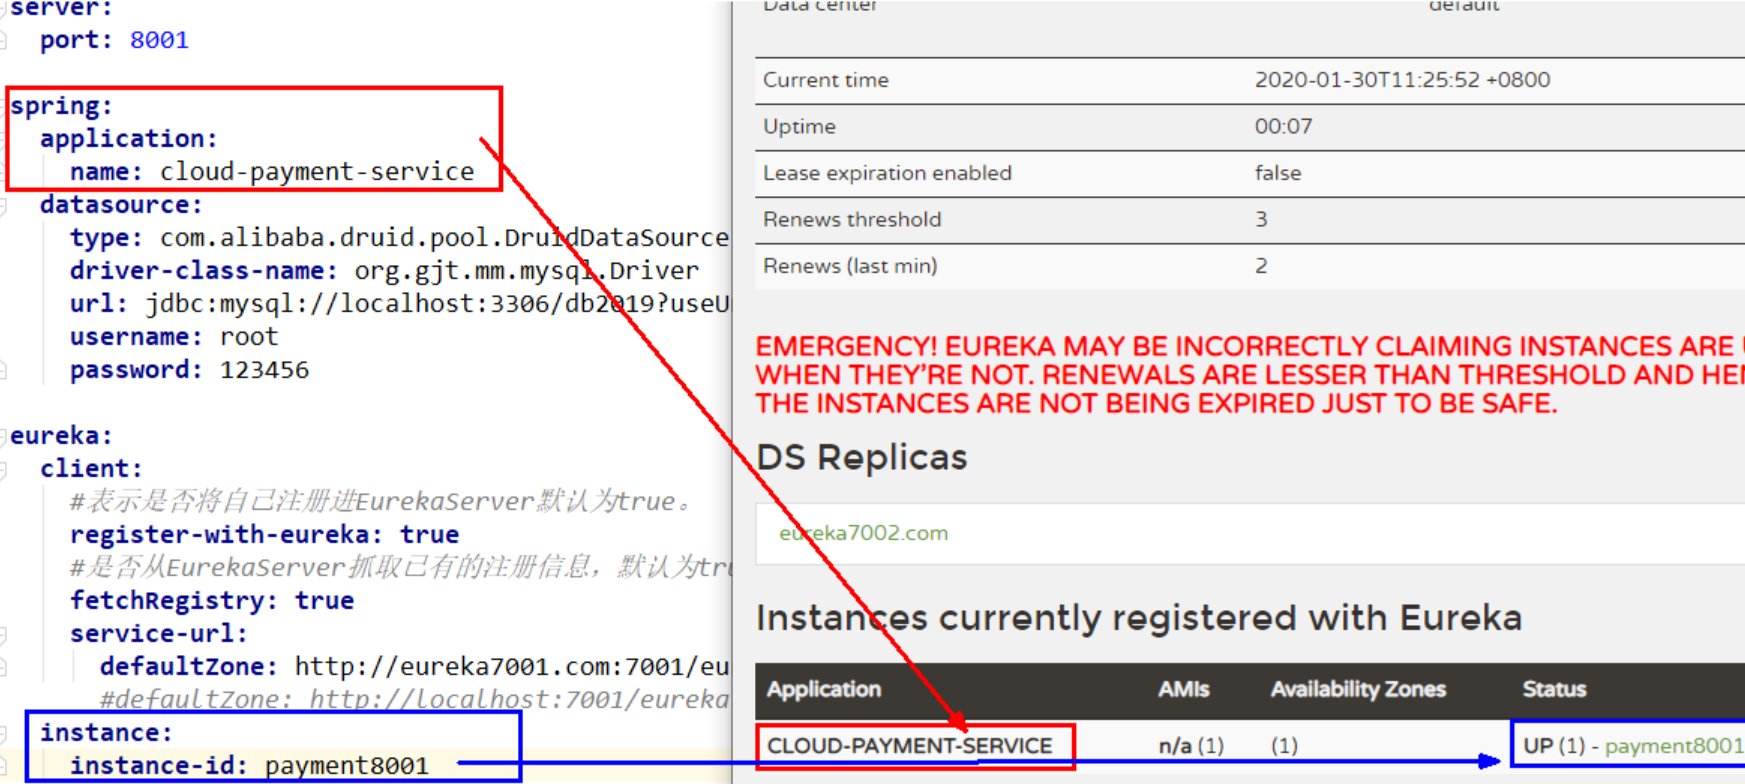 server:
port: 8001
spring:
application:
name: cloud-payment-service
datasource:
type: com.alibaba.druid.pool.DruidDataSource
driver-class-name: org.gjt.mm.mysql.Driver
url: jdbc:mysql://localhost:3306/db2019?useU
username: root
password: 123456
eureka:
client:
#表示是否将自己注册进EurekaServer默认为true。
register-with-eureka: true
#是否从EurekaServer抓取已有的注册信息，默认为tru
fetchRegistry: true
service-url:
defaultZone: http://eureka7001.com:7001/eu
#defaultZone: http://localhost:7001/eureka
instance:
instance-id: payment8001
Data center default
Current time 2020-01-30T11:25:52 +0800
Uptime 00:07
Lease expiration enabled false
Renews threshold 3
Renews (last min) 2
EMERGENCY! EUREKA MAY BE INCORRECTLY CLAIMING INSTANCES ARE U
WHEN THEY'RE NOT. RENEWALS ARE LESSER THAN THRESHOLD AND HEN
THE INSTANCES ARE NOT BEING EXPIRED JUST TO BE SAFE.
DS Replicas
eureka7002.com
Instances currently registered with Eureka
Application AMIs Availability Zones Status
CLOUD-PAYMENT-SERVICE n/a (1) (1) UP (1) - payment8001